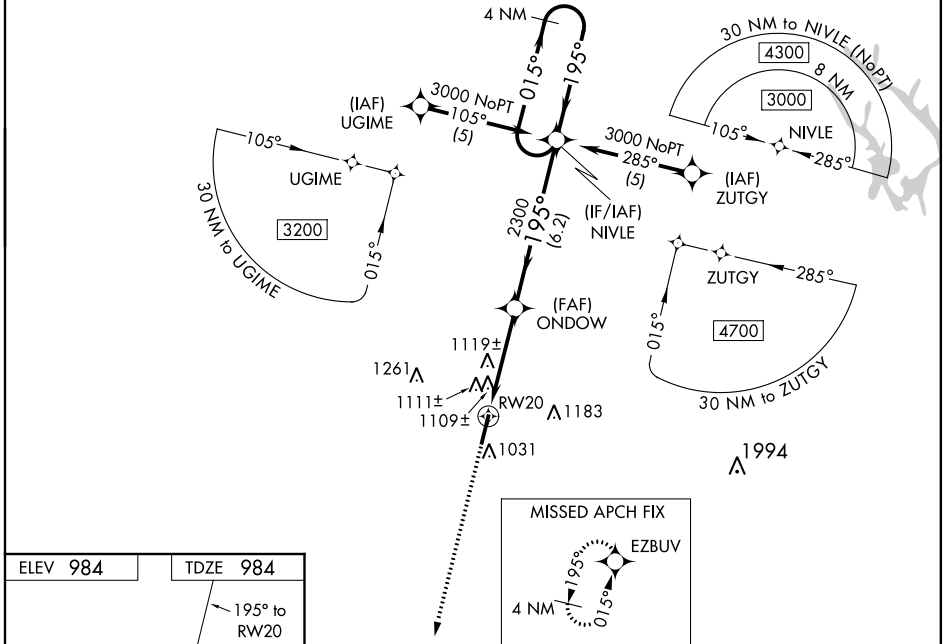 4 NM
015°
195°
30 NM to NIVLE (NoPT)
4300
8 NM
3000
105°
NIVLE
285°
(IAF)
UGIME
3000 NoPT
105°
(5)
3000 NoPT
285°
(5)
(IAF)
ZUTGY
(IF/IAF)
NIVLE
105°
UGIME
3200
015°
30 NM to UGIME
2300
195°
(6.2)
(FAF)
ONDOW
ZUTGY
285°
015°
4700
30 NM to ZUTGY
1119±
1261
1111±
1109±
RW20
1183
1031
1994
MISSED APCH FIX
EZBUV
195°
015°
4 NM
ELEV 984
TDZE 984
195° to
RW20